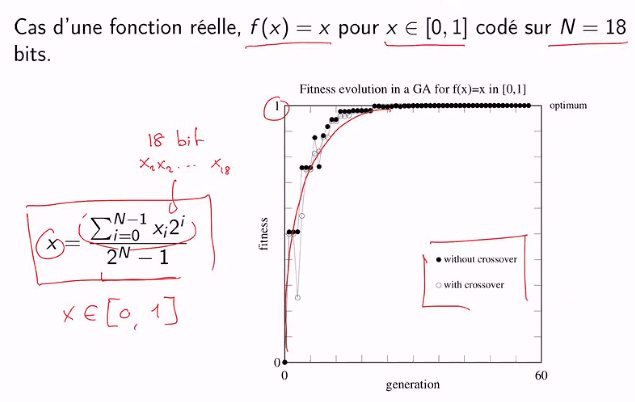 Cas d'une fonction réelle, f(x) = x pour x ∈ [0, 1] codé sur N = 18
bits.
Fitness evolution in a GA for f(x)=x in [0,1]
1
optimum
18 bit
x₁x₂ ... x₁₈
x = (∑_{i=0}^{N−1} x_i 2^i) / (2^N − 1)
x ∈ [0, 1]
fitness
without crossover
with crossover
0
0
60
generation